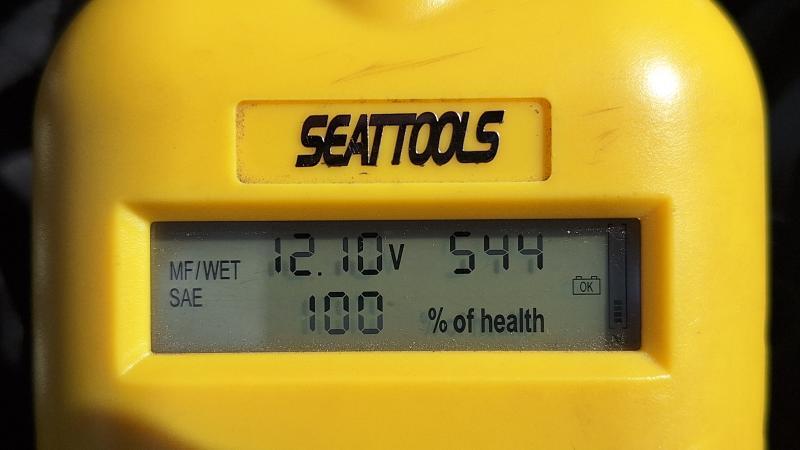 SEATTOOLS
MF/WET 12.10V 544
SAE 100 % of health
OK